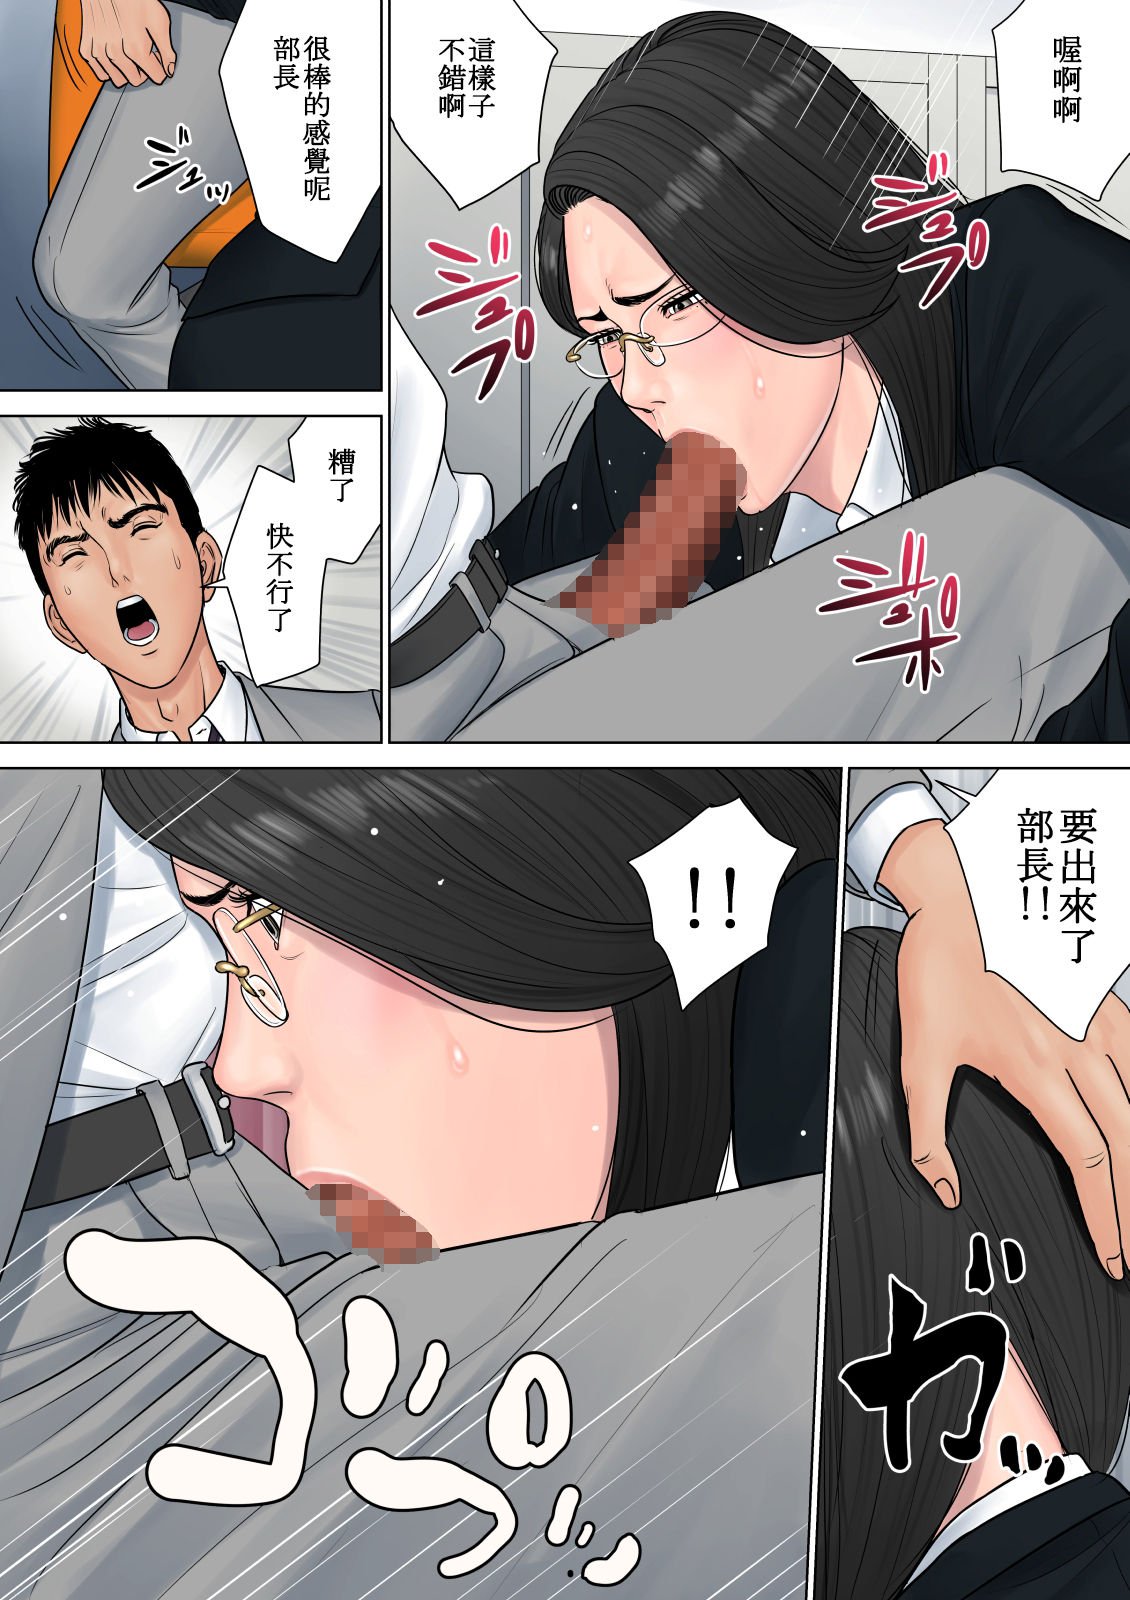 喔啊啊
這樣子
不錯啊
ジュプ
ジュプ
ジュポ
很棒的感覺呢
部長
ジュッ
糟了
快不行了
要出來了
部長!!
ガッ
!!
ゴプッ